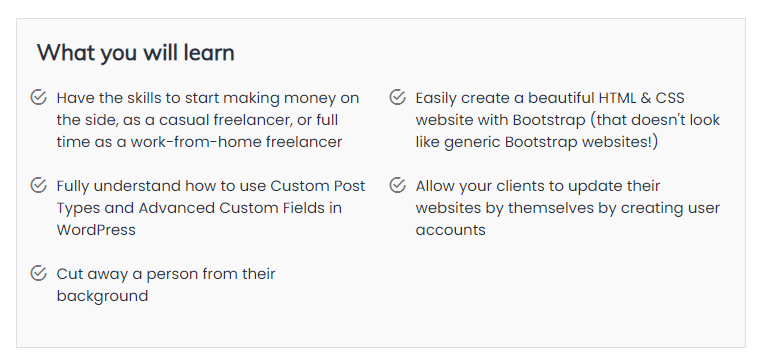 What you will learn
Have the skills to start making money on
the side, as a casual freelancer, or full
time as a work-from-home freelancer
Easily create a beautiful HTML & CSS
website with Bootstrap (that doesn't look
like generic Bootstrap websites!)
Fully understand how to use Custom Post
Types and Advanced Custom Fields in
WordPress
Allow your clients to update their
websites by themselves by creating user
accounts
Cut away a person from their
background